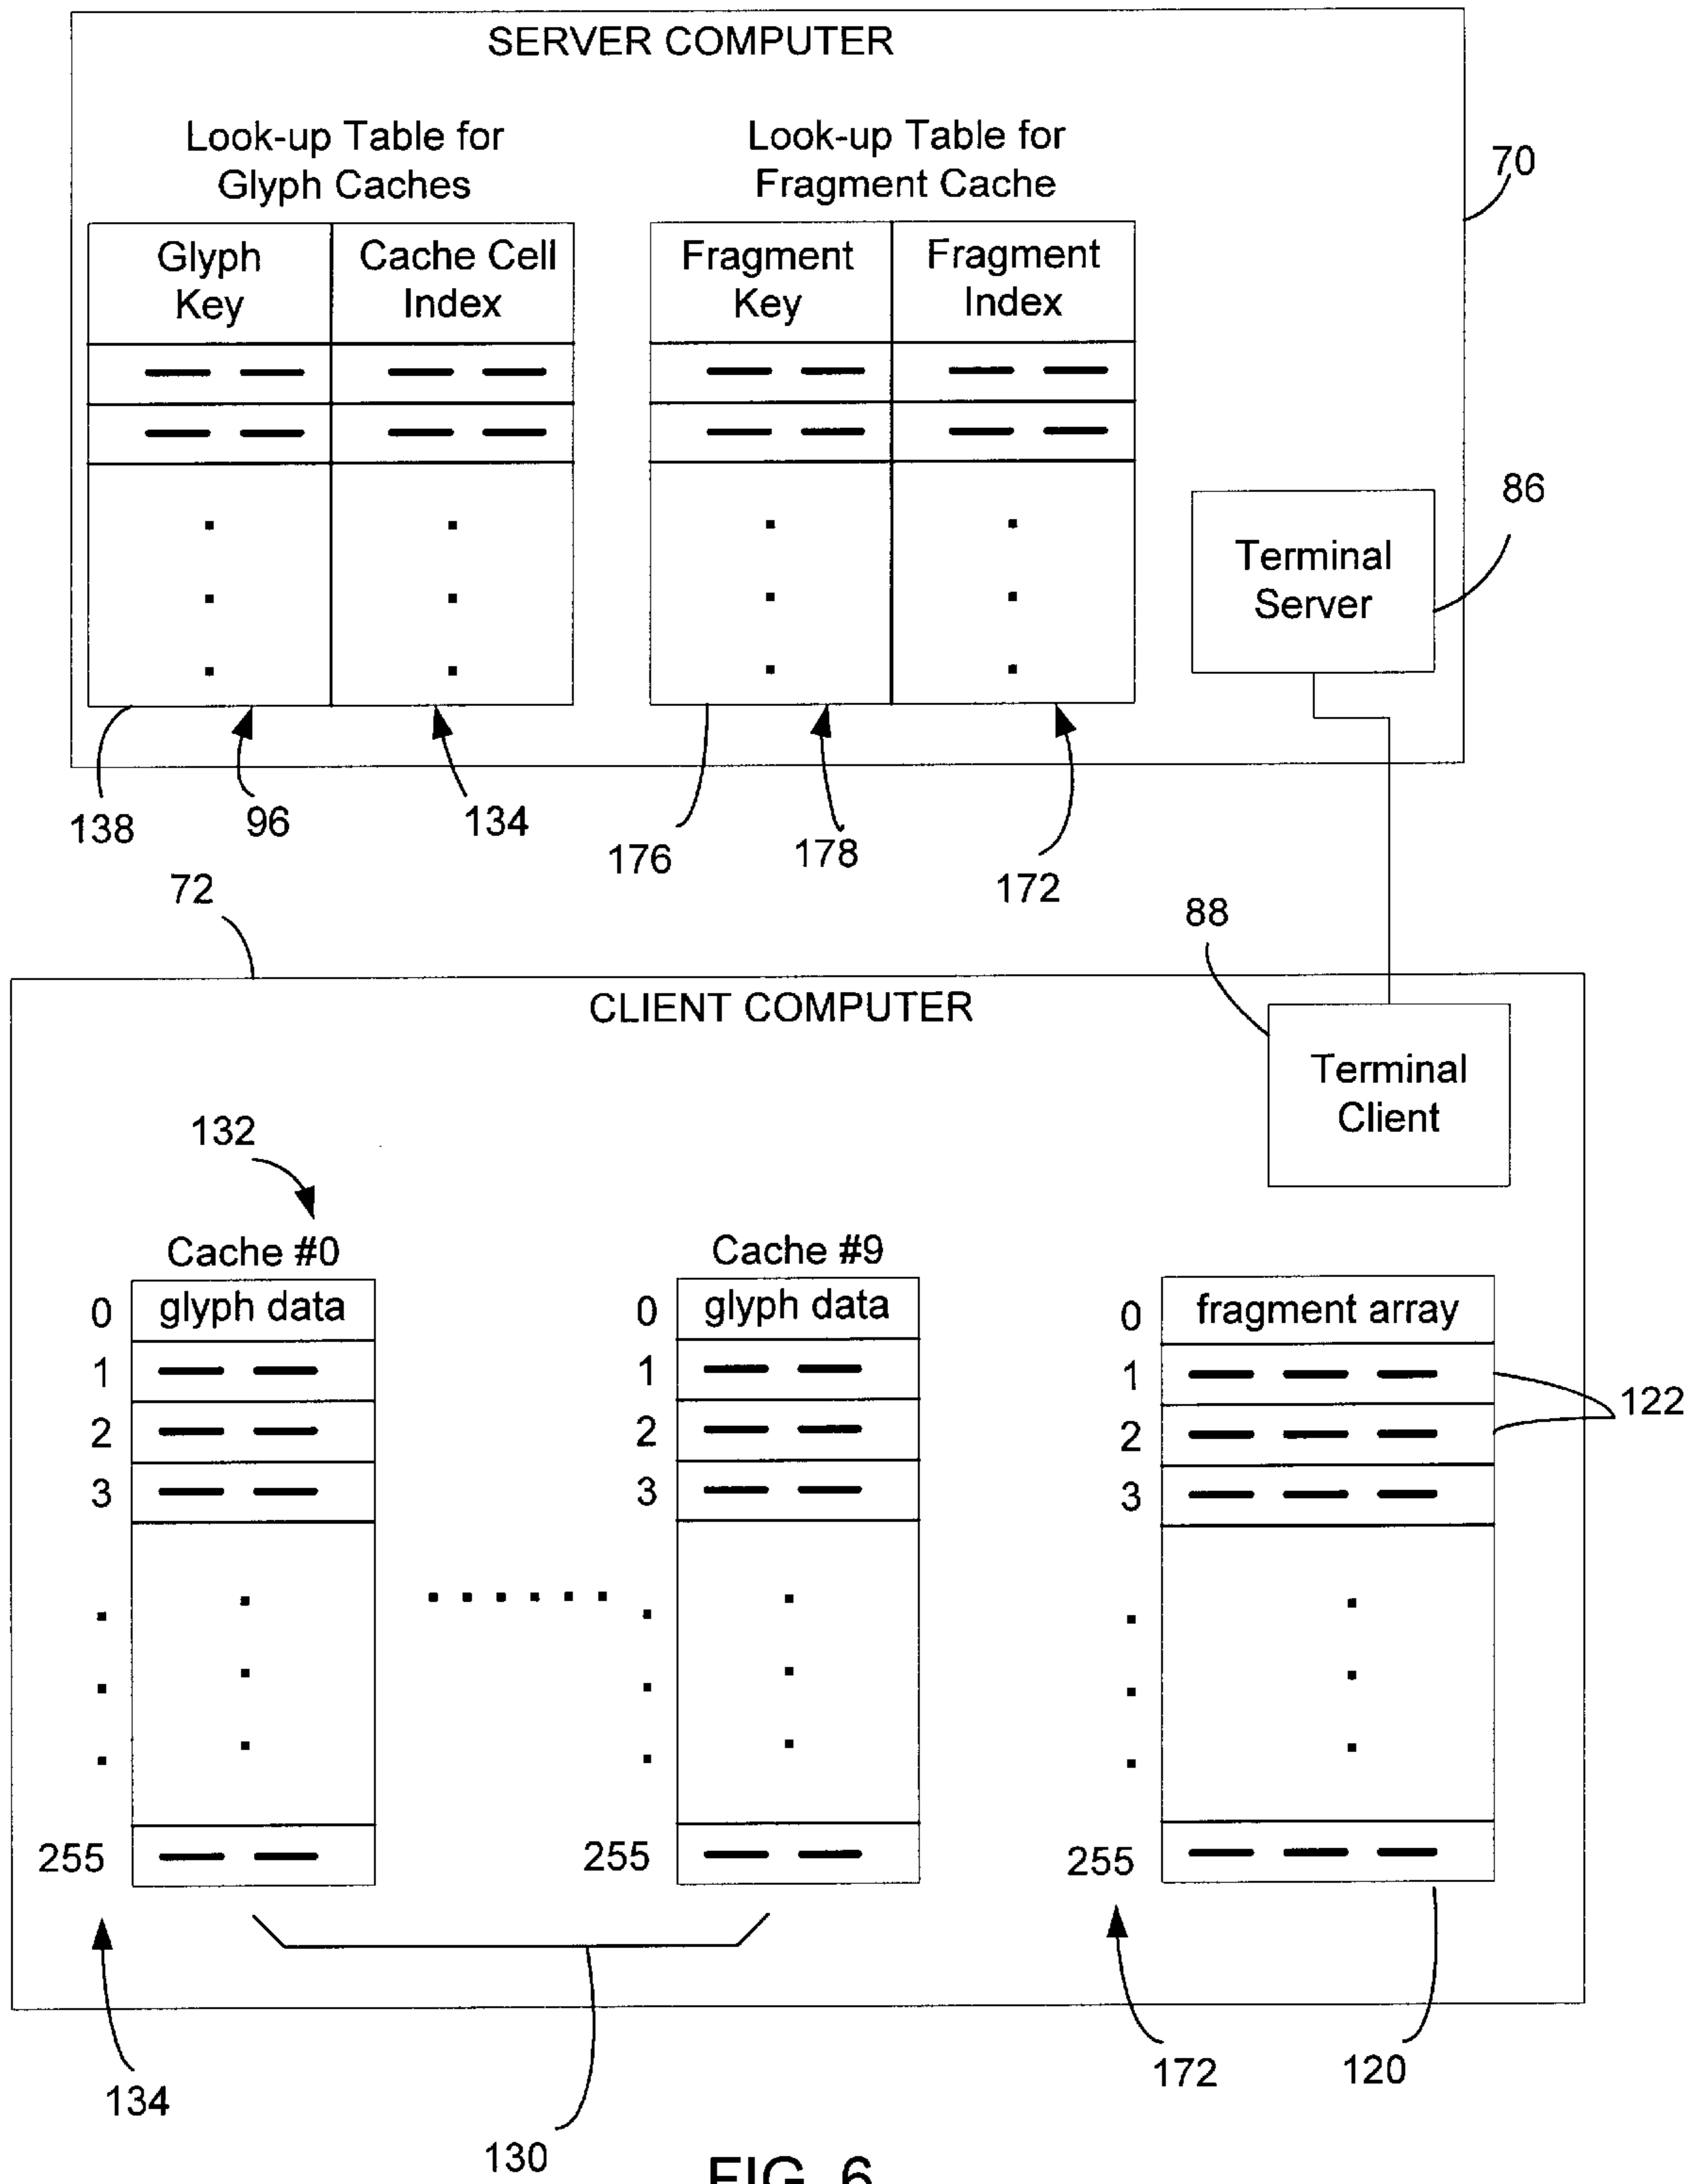 SERVER COMPUTER
Look-up Table for
Glyph Caches
Look-up Table for
Fragment Cache
70
Glyph
Key
Cache Cell
Index
Fragment
Key
Fragment
Index
86
Terminal
Server
138
96
134
176
178
172
72
88
CLIENT COMPUTER
Terminal
Client
132
Cache #0
Cache #9
0 glyph data
0 glyph data
0 fragment array
1
1
1
122
2
2
2
3
3
3
255
255
255
134
130
172
120
FIG. 6